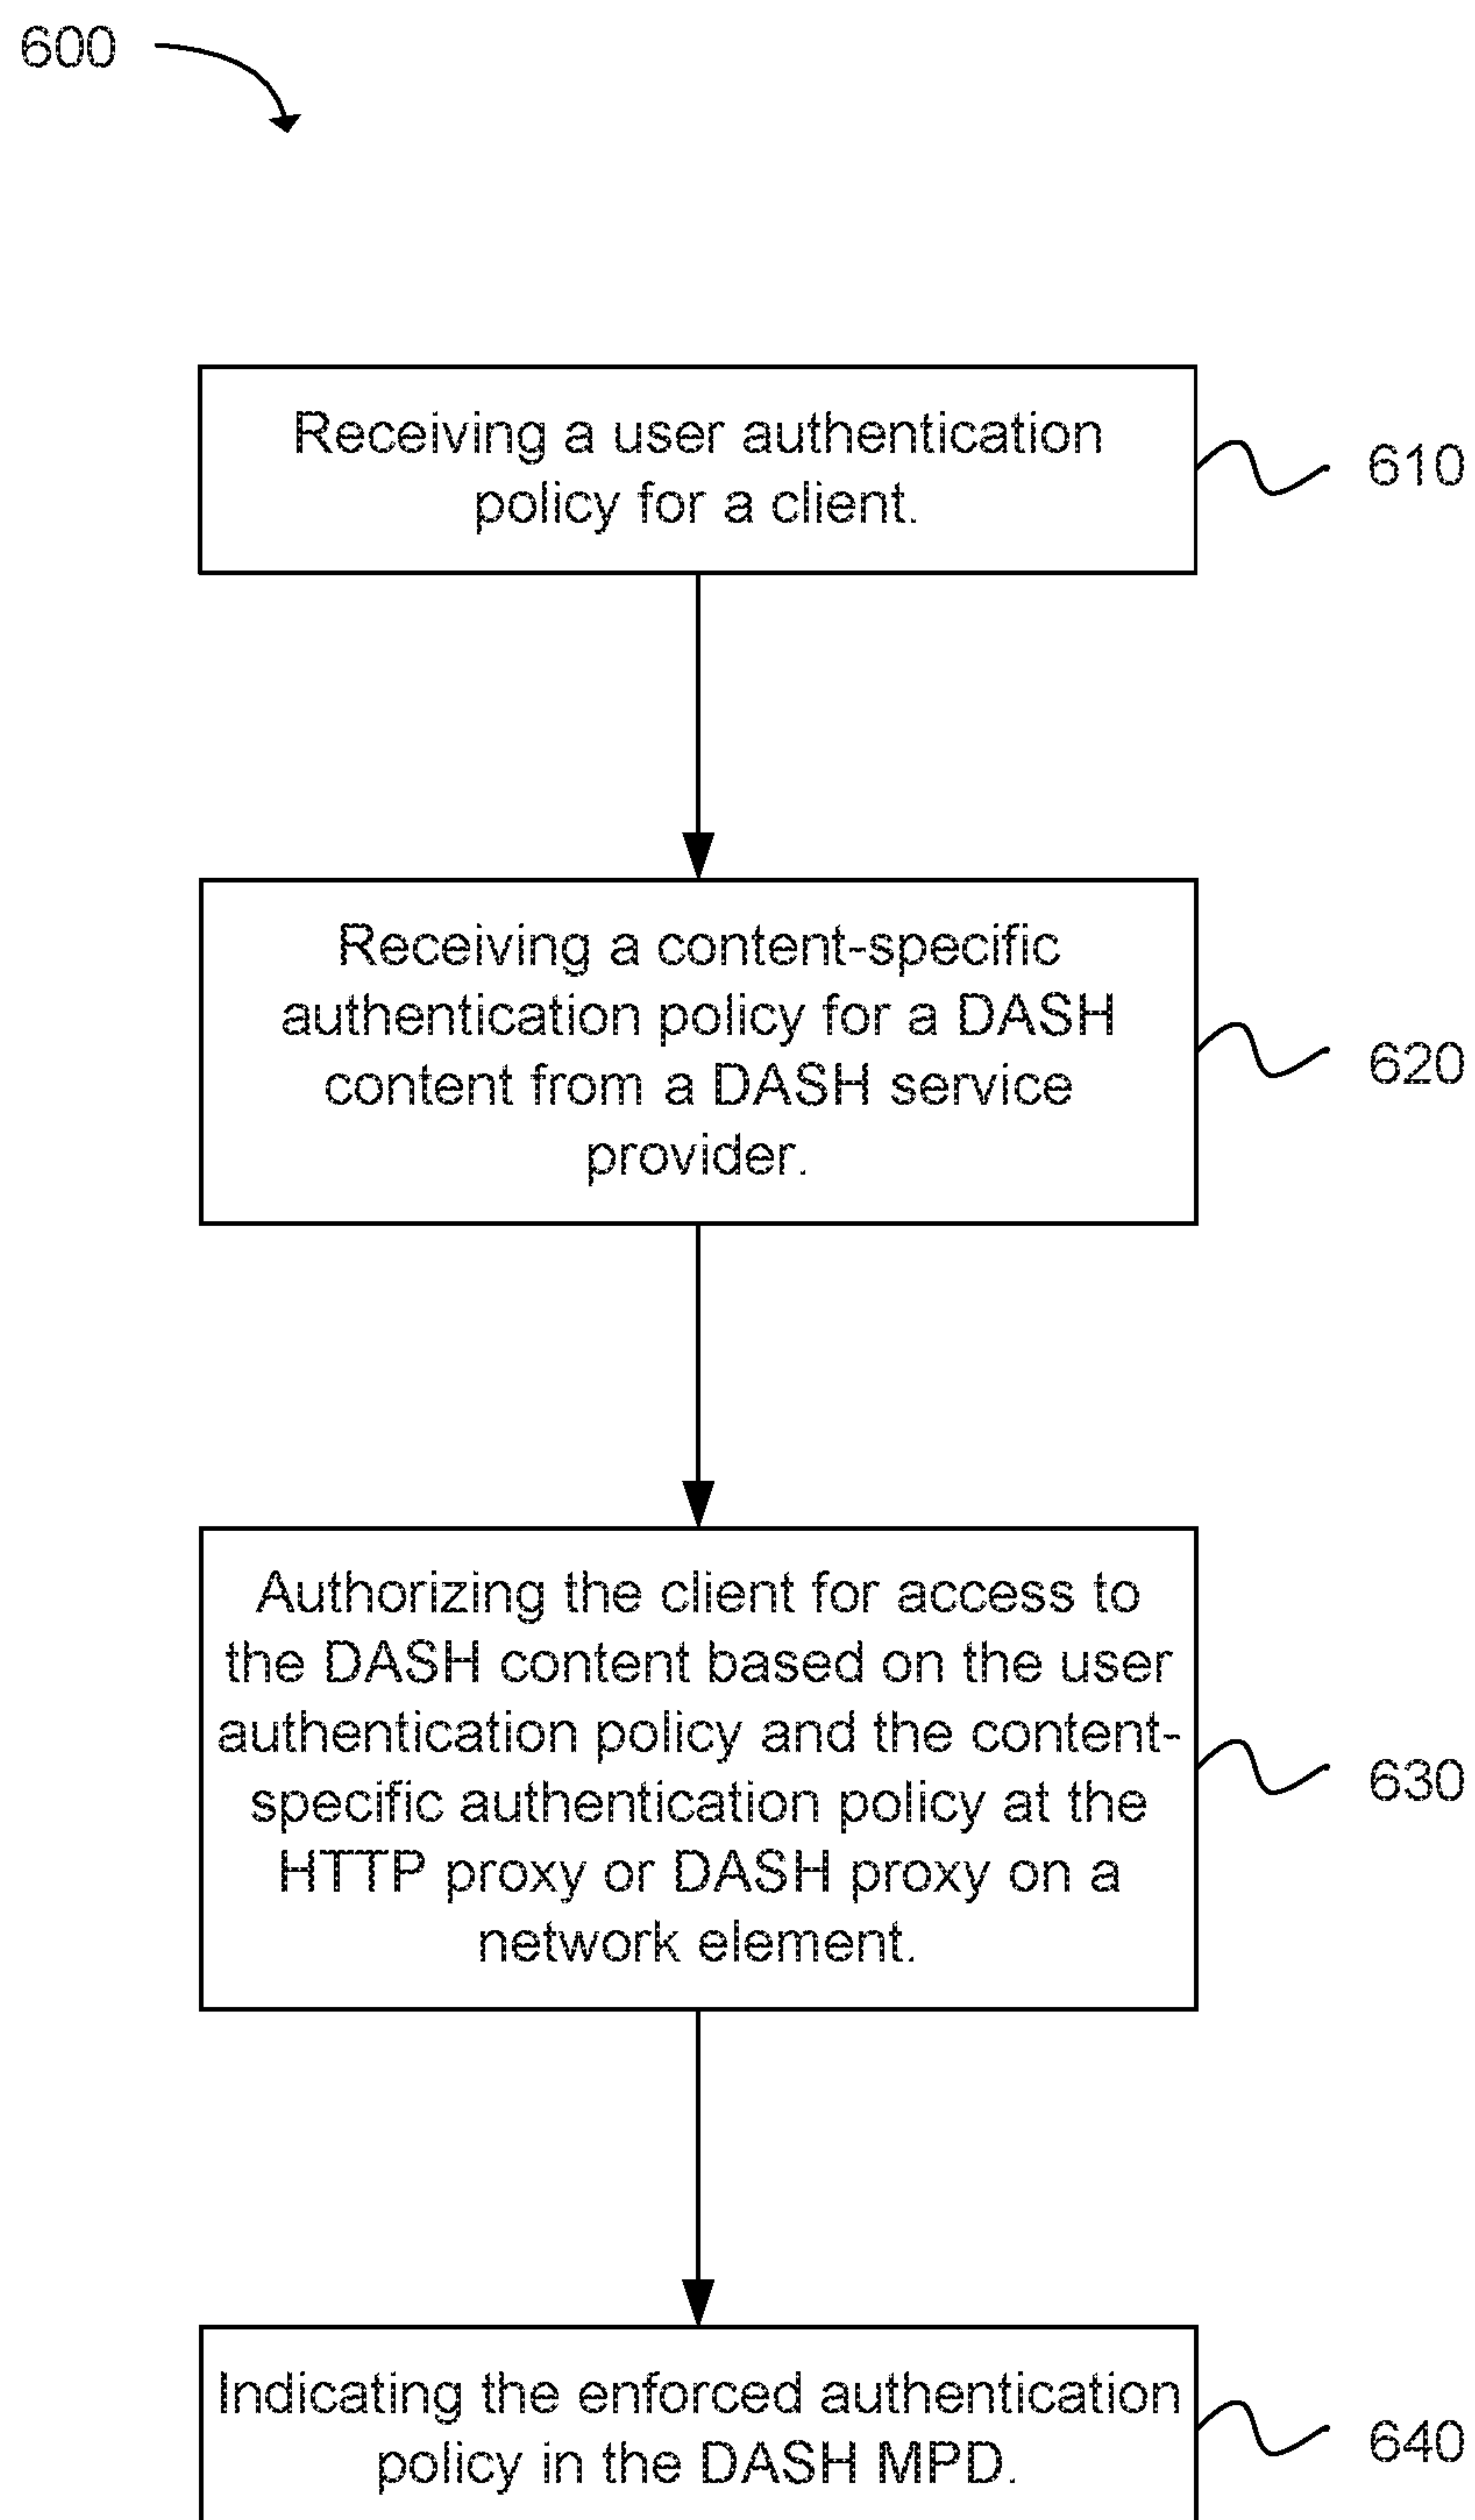 600
Receiving a user authentication
policy for a client.
610
Receiving a content-specific
authentication policy for a DASH
content from a DASH service
provider.
620
Authorizing the client for access to
the DASH content based on the user
authentication policy and the content-
specific authentication policy at the
HTTP proxy or DASH proxy on a
network element.
630
Indicating the enforced authentication
policy in the DASH MPD.
640